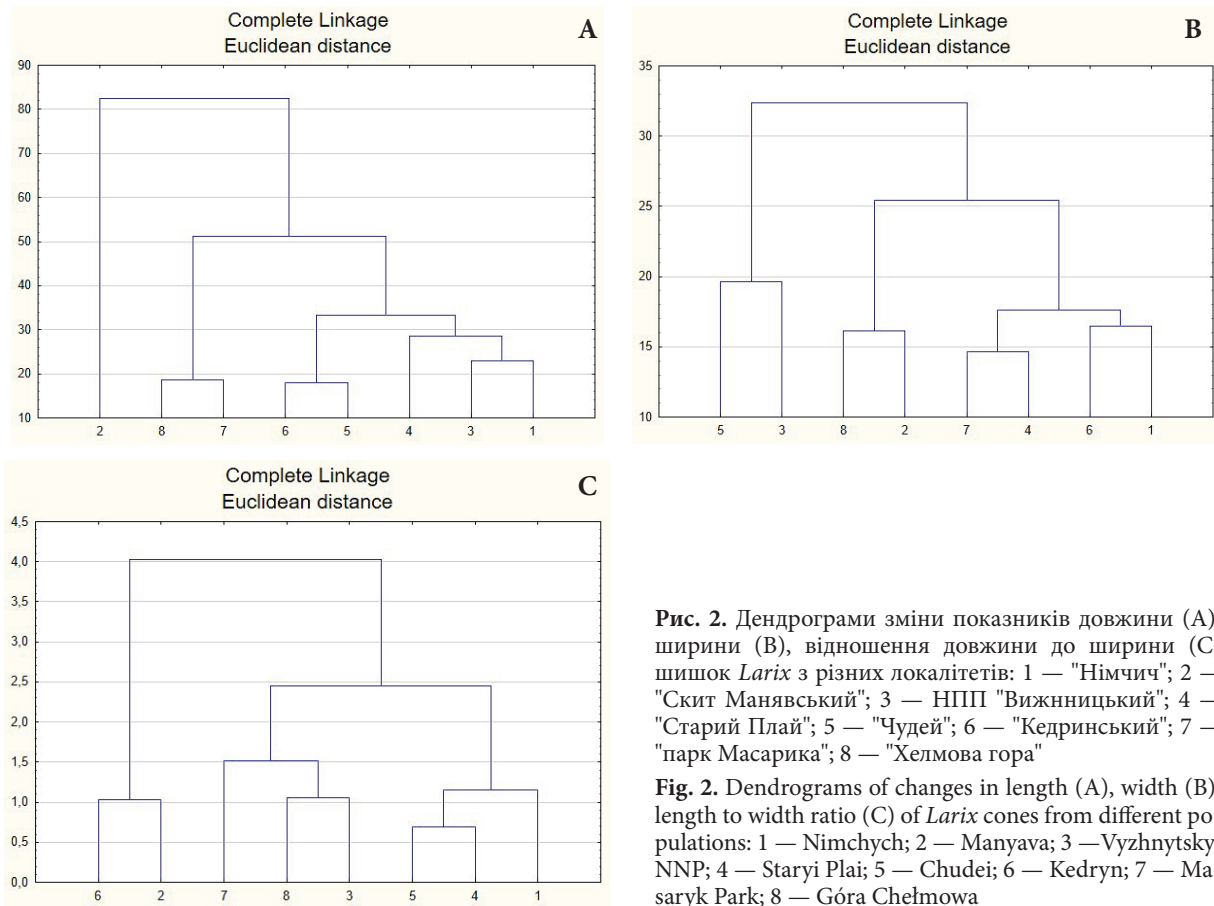 Complete Linkage
Euclidean distance
A
90
80
70
60
50
40
30
20
10
2 8 7 6 5 4 3 1
Complete Linkage
Euclidean distance
B
35
30
25
20
15
10
5 3 8 2 7 4 6 1
Complete Linkage
Euclidean distance
C
4,5
4,0
3,5
3,0
2,5
2,0
1,5
1,0
0,5
0,0
6 2 7 8 3 5 4 1
Рис. 2. Дендрограми зміни показників довжини (A)
ширини (B), відношення довжини до ширини (C
шишок Larix з різних локалітетів: 1 — "Німчич"; 2 —
"Скит Манявський"; 3 — НПП "Вижнницький"; 4 —
"Старий Плай"; 5 — "Чудей"; 6 — "Кедринський"; 7 —
"парк Масарика"; 8 — "Хелмова гора"
Fig. 2. Dendrograms of changes in length (A), width (B)
length to width ratio (C) of Larix cones from different po
pulations: 1 — Nimchych; 2 — Manyava; 3 —Vyzhnytsky
NNP; 4 — Staryi Plai; 5 — Chudei; 6 — Kedryn; 7 — Ma
saryk Park; 8 — Góra Chełmowa